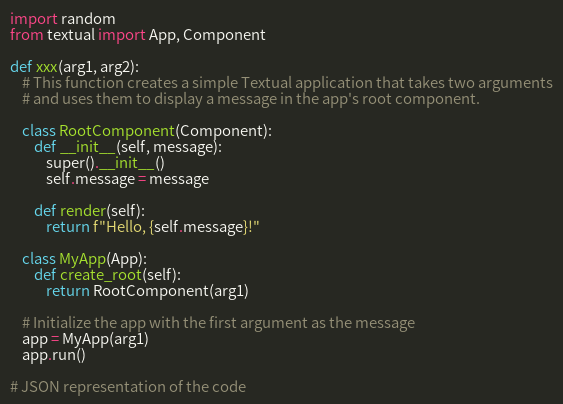 import random
from textual import App, Component

def xxx(arg1, arg2):
    # This function creates a simple Textual application that takes two arguments
    # and uses them to display a message in the app's root component.

    class RootComponent(Component):
        def __init__(self, message):
            super().__init__()
            self.message = message

        def render(self):
            return f"Hello, {self.message}!"

    class MyApp(App):
        def create_root(self):
            return RootComponent(arg1)

    # Initialize the app with the first argument as the message
    app = MyApp(arg1)
    app.run()

# JSON representation of the code